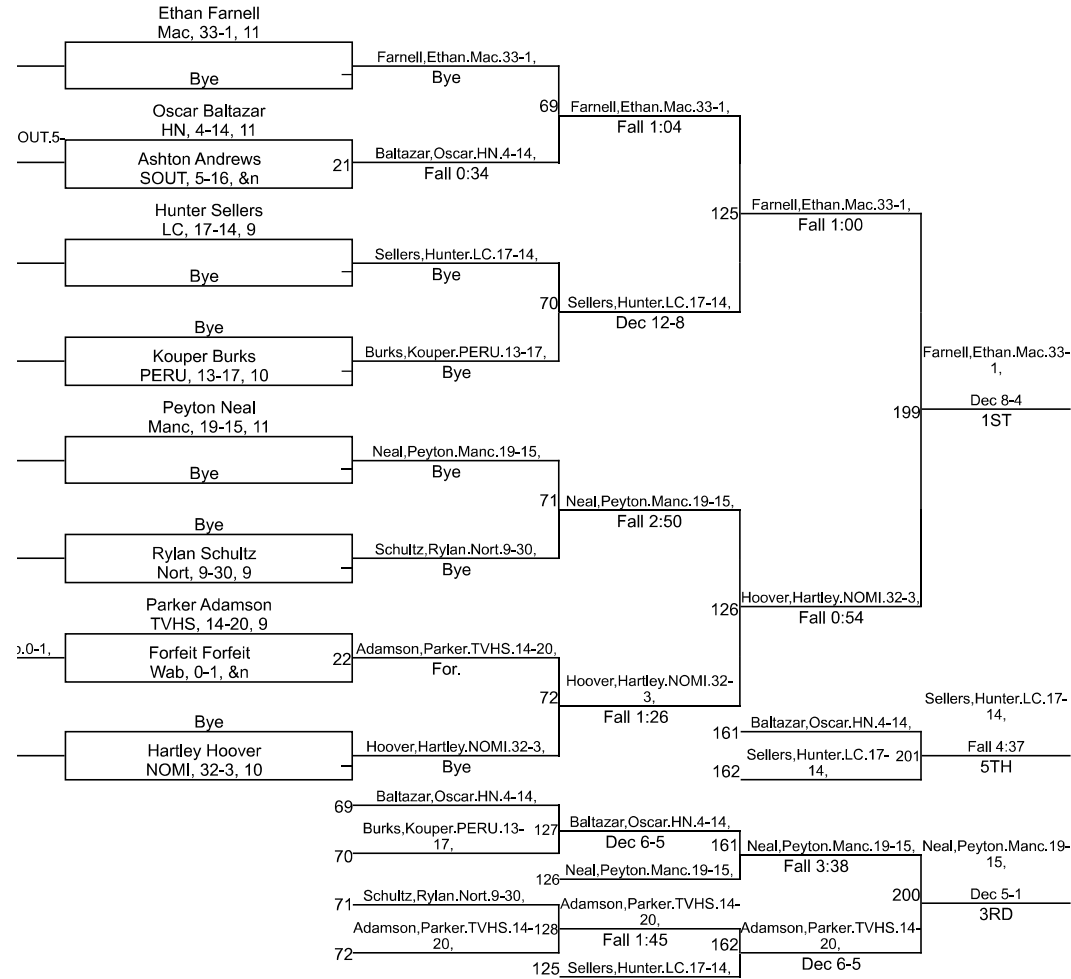 Ethan Farnell
Mac, 33-1, 11
Bye
Farnell,Ethan.Mac.33-1,
Bye
69
Farnell,Ethan.Mac.33-1,
Fall 1:04
OUT.5-
Oscar Baltazar
HN, 4-14, 11
Ashton Andrews
SOUT, 5-16, &n
21
Baltazar,Oscar.HN.4-14,
Fall 0:34
125
Farnell,Ethan.Mac.33-1,
Fall 1:00
Hunter Sellers
LC, 17-14, 9
Bye
Sellers,Hunter.LC.17-14,
Bye
70
Sellers,Hunter.LC.17-14,
Dec 12-8
Bye
Kouper Burks
PERU, 13-17, 10
Burks,Kouper.PERU.13-17,
Bye
199
Farnell,Ethan.Mac.33-
1,
Dec 8-4
1ST
Peyton Neal
Manc, 19-15, 11
Bye
Neal,Peyton.Manc.19-15,
Bye
71
Neal,Peyton.Manc.19-15,
Fall 2:50
Bye
Rylan Schultz
Nort, 9-30, 9
Schultz,Rylan.Nort.9-30,
Bye
126
Hoover,Hartley.NOMI.32-3,
Fall 0:54
Parker Adamson
TVHS, 14-20, 9
.0-1,
Forfeit Forfeit
Wab, 0-1, &n
22
Adamson,Parker.TVHS.14-20,
For.
72
Hoover,Hartley.NOMI.32-
3,
Fall 1:26
Bye
Hartley Hoover
NOMI, 32-3, 10
Hoover,Hartley.NOMI.32-3,
Bye
161
Baltazar,Oscar.HN.4-14,
162
Sellers,Hunter.LC.17-
14,
201
Sellers,Hunter.LC.17-
14,
Fall 4:37
5TH
69
Baltazar,Oscar.HN.4-14,
70
Burks,Kouper.PERU.13-
17,
127
Baltazar,Oscar.HN.4-14,
Dec 6-5
126
Neal,Peyton.Manc.19-15,
161
Neal,Peyton.Manc.19-15,
Fall 3:38
71
Schultz,Rylan.Nort.9-30,
72
Adamson,Parker.TVHS.14-
20,
128
Adamson,Parker.TVHS.14-
20,
Fall 1:45
125
Sellers,Hunter.LC.17-14,
162
Adamson,Parker.TVHS.14-
20,
Dec 6-5
200
Neal,Peyton.Manc.19-
15,
Dec 5-1
3RD